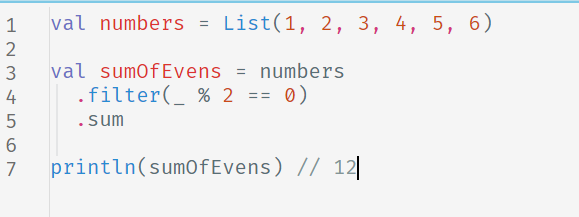 1 val numbers = List(1, 2, 3, 4, 5, 6)
2
3 val sumOfEvens = numbers
4   .filter(_ % 2 == 0)
5   .sum
6
7 println(sumOfEvens) // 12